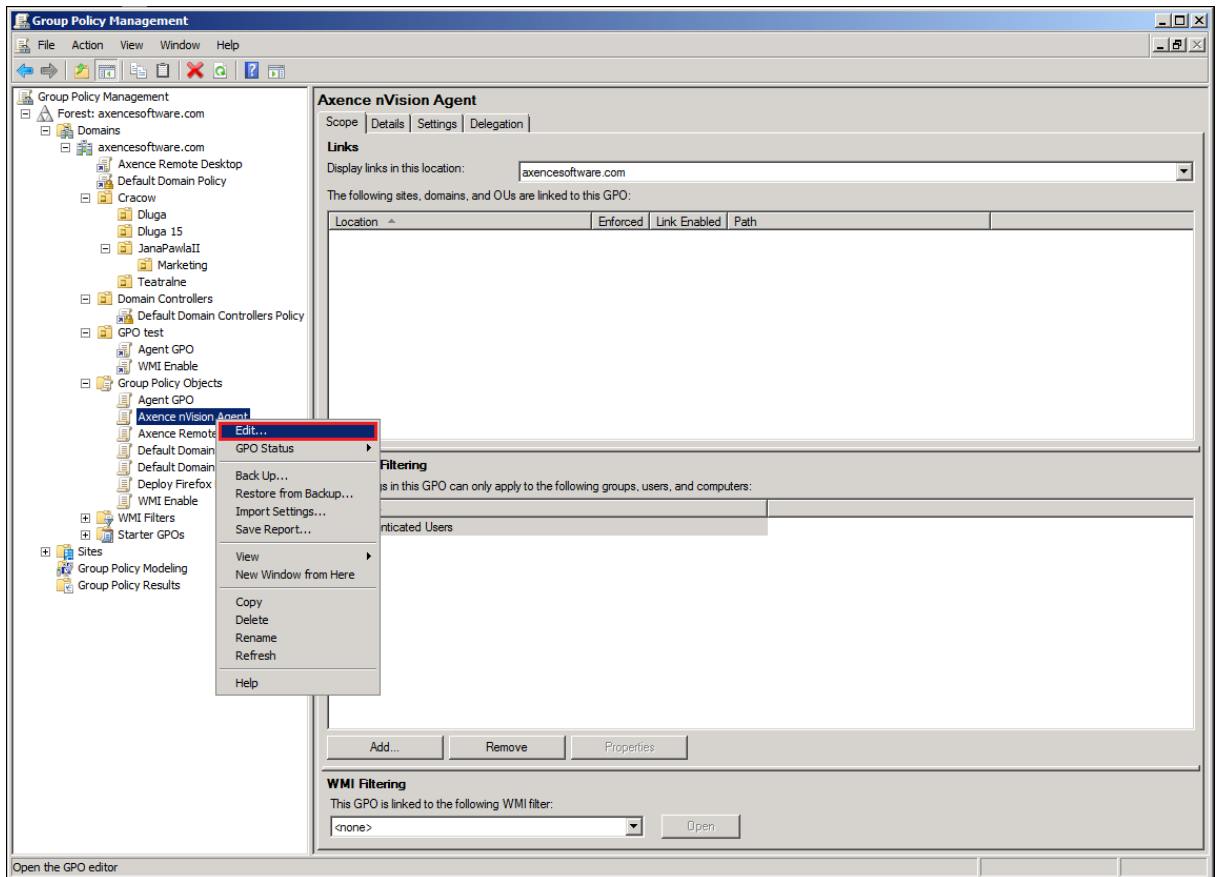 Group Policy Management
File Action View Window Help
Group Policy Management
Forest: axencesoftware.com
Domains
axencesoftware.com
Axence Remote Desktop
Default Domain Policy
Cracow
Dluga
Dluga 15
JanaPawlaII
Marketing
Teatralne
Domain Controllers
Default Domain Controllers Policy
GPO test
Agent GPO
WMI Enable
Group Policy Objects
Agent GPO
Axence nVision Agent
Axence Remote
Default Domain
Default Domain
Deploy Firefox
WMI Enable
WMI Filters
Starter GPOs
Sites
Group Policy Modeling
Group Policy Results
Edit...
GPO Status
Back Up...
Restore from Backup...
Import Settings...
Save Report...
View
New Window from Here
Copy
Delete
Rename
Refresh
Help
Axence nVision Agent
Scope Details Settings Delegation
Links
Display links in this location: axencesoftware.com
The following sites, domains, and OUs are linked to this GPO:
Location Enforced Link Enabled Path
Filtering
in this GPO can only apply to the following groups, users, and computers:
nticated Users
Add... Remove Properties
WMI Filtering
This GPO is linked to the following WMI filter:
<none> Open
Open the GPO editor